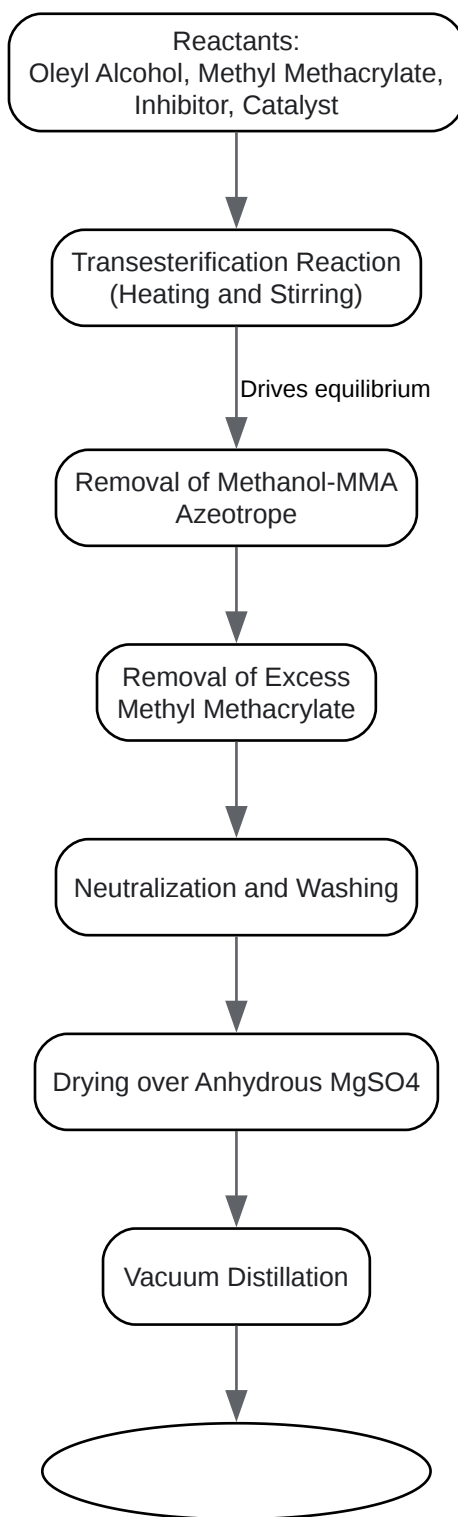 Reactants:
Oleyl Alcohol, Methyl Methacrylate,
Inhibitor, Catalyst
Transesterification Reaction
(Heating and Stirring)
Drives equilibrium
Removal of Methanol-MMA
Azeotrope
Removal of Excess
Methyl Methacrylate
Neutralization and Washing
Drying over Anhydrous MgSO4
Vacuum Distillation